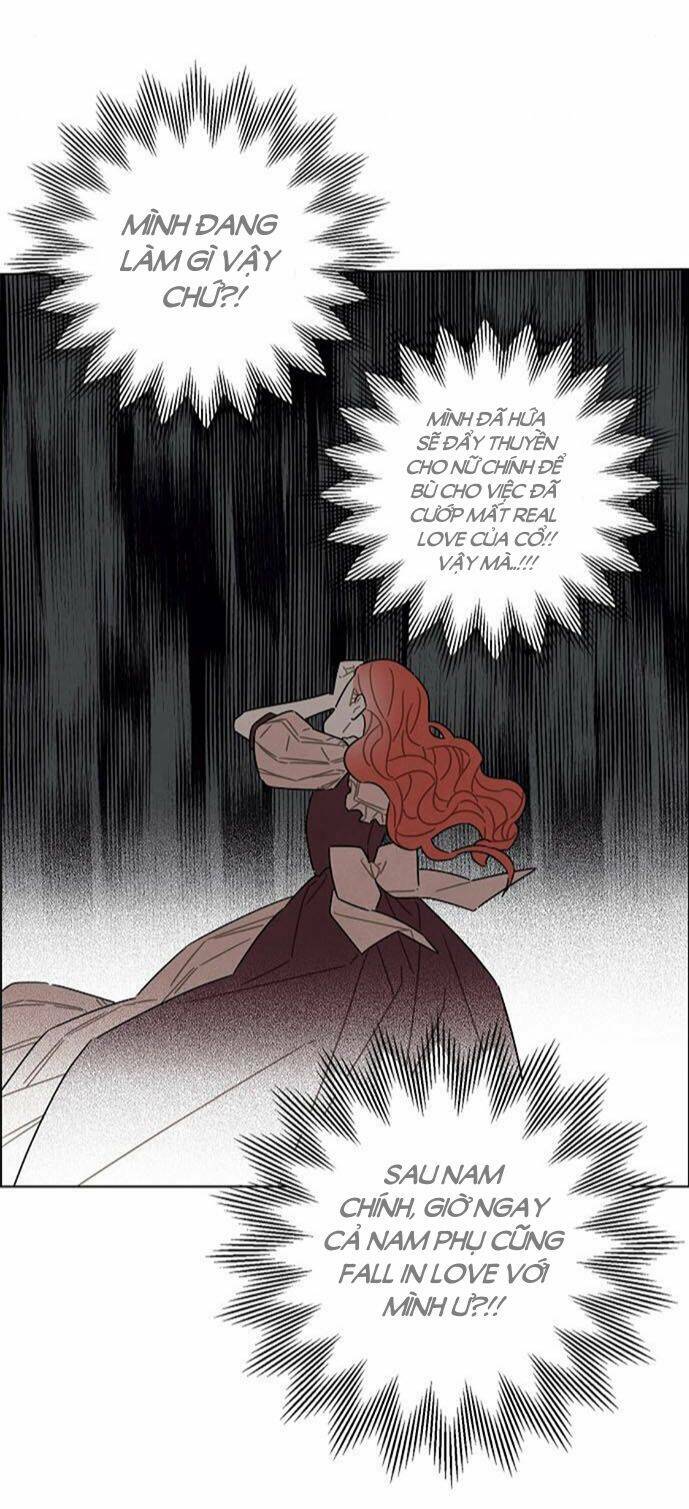 MÌNH ĐANG
LÀM GÌ VẬY
CHỨ?!
MÌNH ĐÃ HỨA
SẼ ĐẨY THUYỀN
CHO NỮ CHÍNH ĐỂ
BÙ CHO VIỆC ĐÃ
CƯỚP MẤT REAL
LOVE CỦA CỔ!!
VẬY MÀ..!!!
SAU NAM
CHÍNH, GIỜ NGAY
CẢ NAM PHỤ CŨNG
FALL IN LOVE VỚI
MÌNH Ư?!!